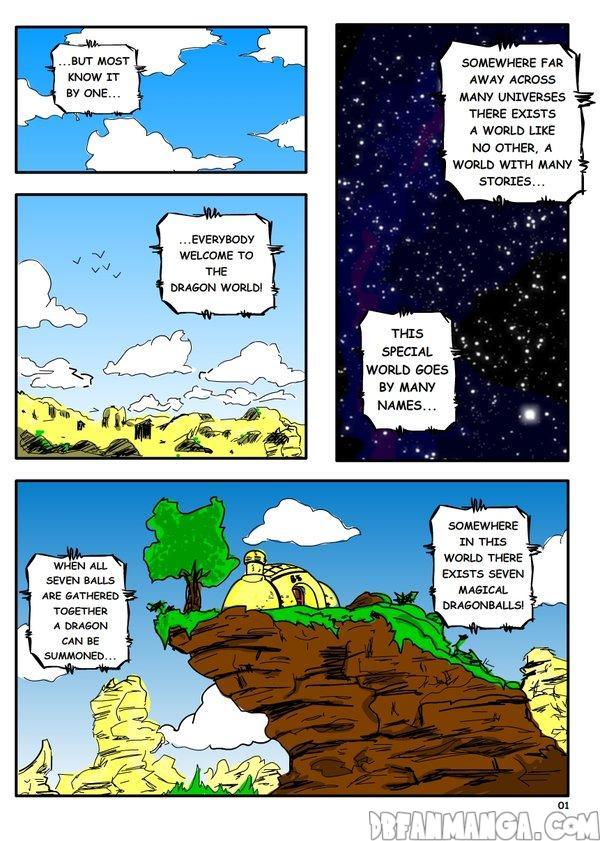 SOMEWHERE FAR
AWAY ACROSS
MANY UNIVERSES
THERE EXISTS
A WORLD LIKE
NO OTHER, A
WORLD WITH MANY
STORIES...
THIS
SPECIAL
WORLD GOES
BY MANY
NAMES...
...BUT MOST
KNOW IT
BY ONE...
...EVERYBODY
WELCOME TO
THE
DRAGON WORLD!
SOMEWHERE
IN THIS
WORLD THERE
EXISTS SEVEN
MAGICAL
DRAGONBALLS!
WHEN ALL
SEVEN BALLS
ARE GATHERED
TOGETHER
A DRAGON
CAN BE
SUMMONED...
01
DBFANMANGA.COM